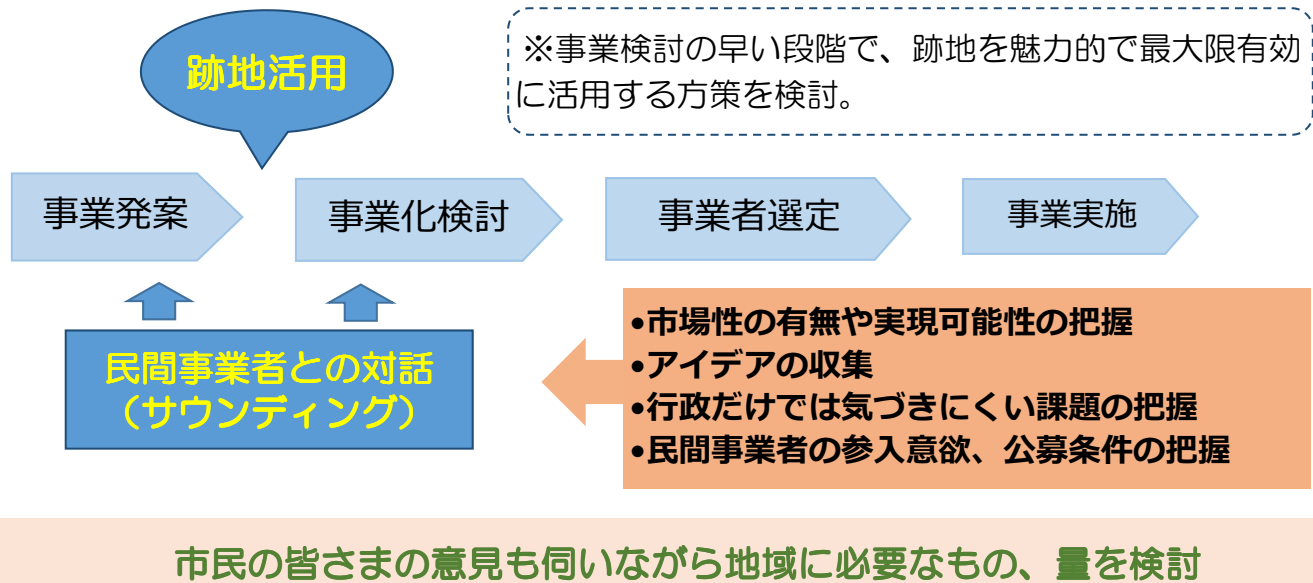 跡地活用
※事業検討の早い段階で、跡地を魅力的で最大限有効
に活用する方策を検討。
事業発案
事業化検討
事業者選定
事業実施
民間事業者との対話
（サウンディング）
•市場性の有無や実現可能性の把握
•アイデアの収集
•行政だけでは気づきにくい課題の把握
•民間事業者の参入意欲、公募条件の把握
市民の皆さまの意見も伺いながら地域に必要なもの、量を検討